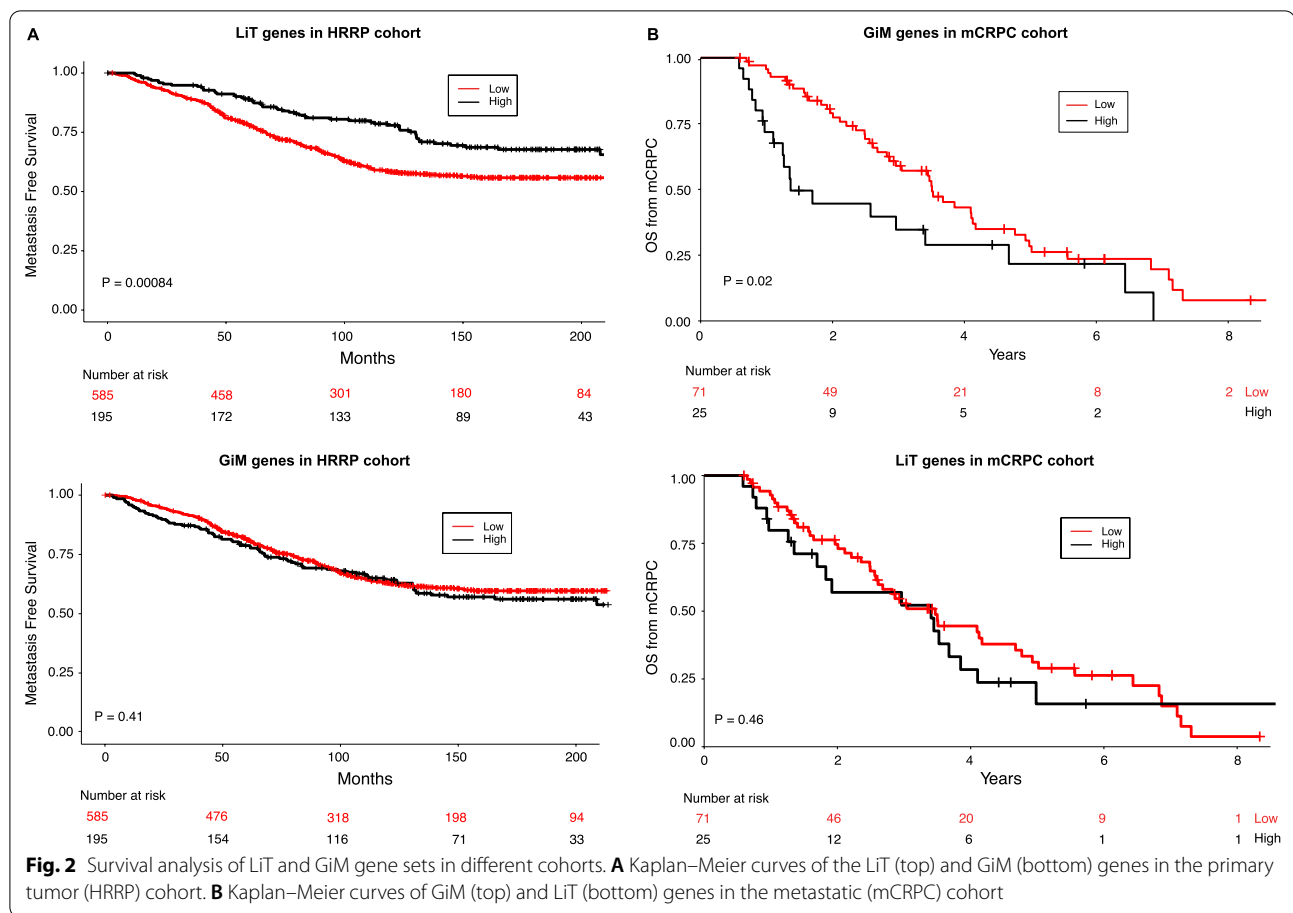 A
LiT genes in HRRP cohort
Metastasis Free Survival
1.00
0.75
0.50
0.25
0.00
Low
High
P = 0.00084
0 50 100 150 200
Months
Number at risk
585 458 301 180 84
195 172 133 89 43
GiM genes in HRRP cohort
Metastasis Free Survival
1.00
0.75
0.50
0.25
0.00
Low
High
P = 0.41
0 50 100 150 200
Months
Number at risk
585 476 318 198 94
195 154 116 71 33
B
GiM genes in mCRPC cohort
OS from mCRPC
1.00
0.75
0.50
0.25
0.00
Low
High
P = 0.02
0 2 4 6 8
Years
Number at risk
71 49 21 8 2 Low
25 9 5 2 High
LiT genes in mCRPC cohort
OS from mCRPC
1.00
0.75
0.50
0.25
0.00
Low
High
P = 0.46
0 2 4 6 8
Years
Number at risk
71 46 20 9 1 Low
25 12 6 1 1 High
Fig. 2 Survival analysis of LiT and GiM gene sets in different cohorts. A Kaplan–Meier curves of the LiT (top) and GiM (bottom) genes in the primary
tumor (HRRP) cohort. B Kaplan–Meier curves of GiM (top) and LiT (bottom) genes in the metastatic (mCRPC) cohort